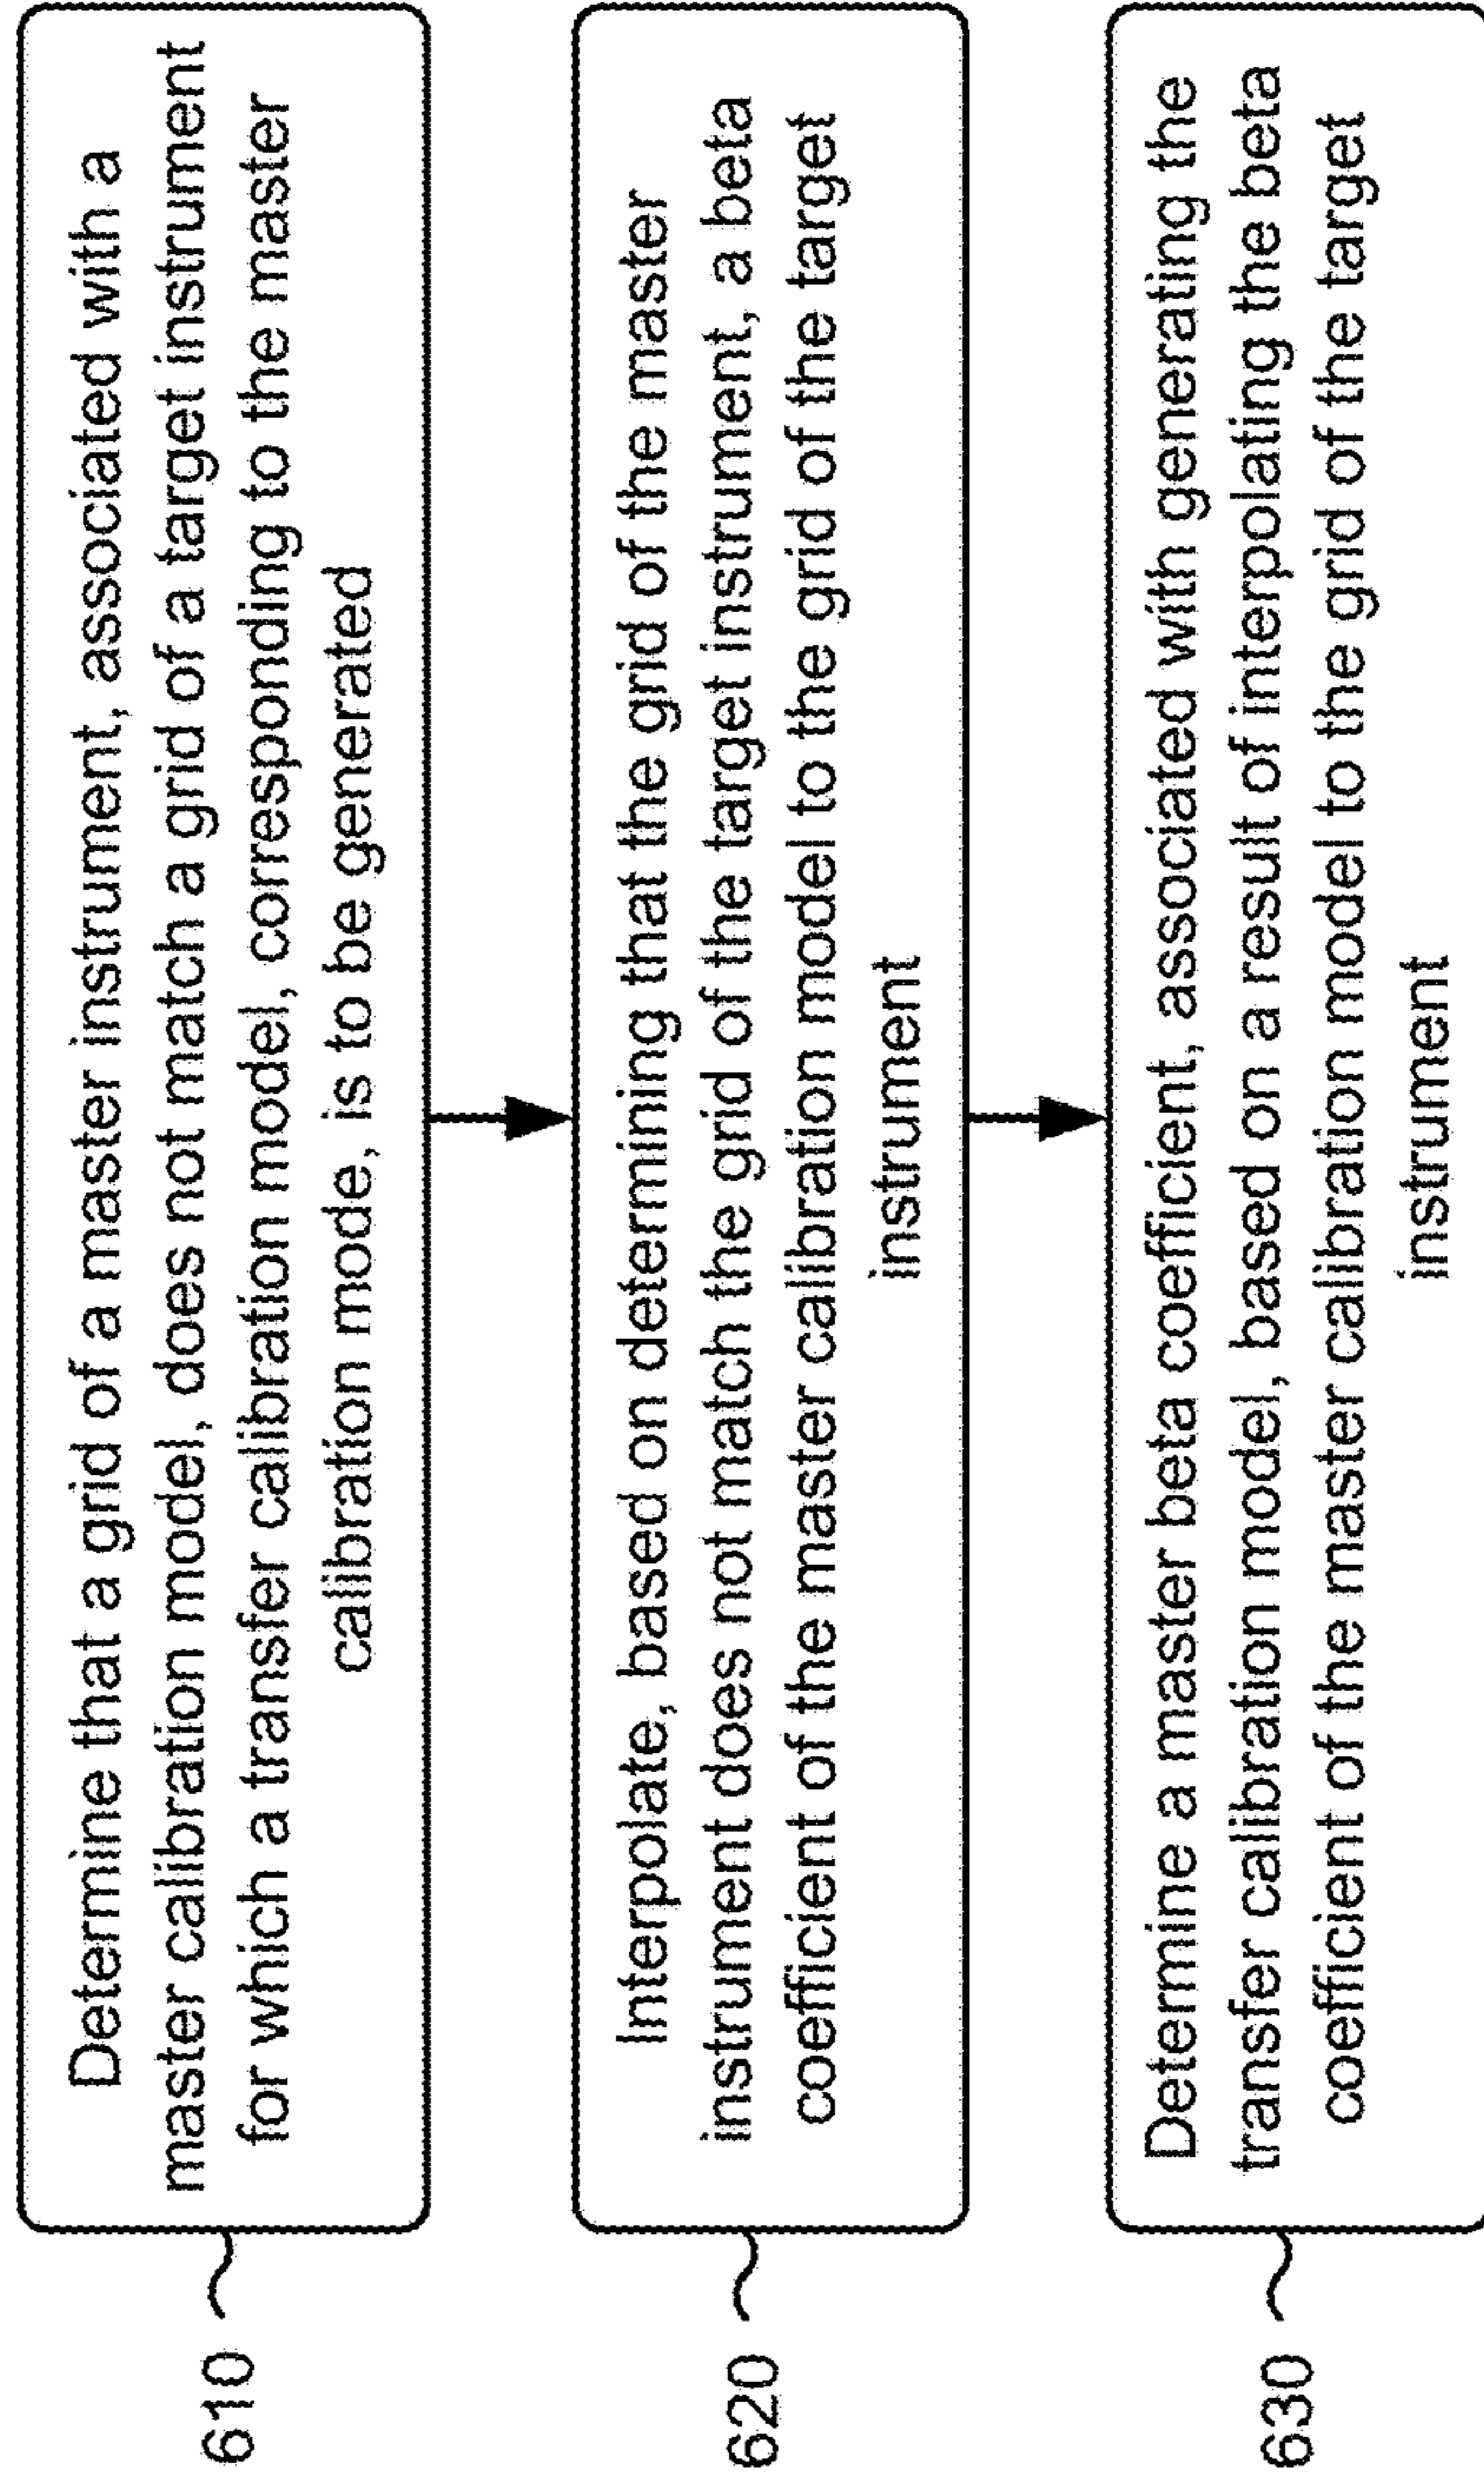 610
Determine that a grid of a master instrument, associated with a
master calibration model, does not match a grid of a target instrument
for which a transfer calibration model, corresponding to the master
calibration mode, is to be generated
620
Interpolate, based on determining that the grid of the master
instrument does not match the grid of the target instrument, a beta
coefficient of the master calibration model to the grid of the target
instrument
630
Determine a master beta coefficient, associated with generating the
transfer calibration model, based on a result of interpolating the beta
coefficient of the master calibration model to the grid of the target
instrument